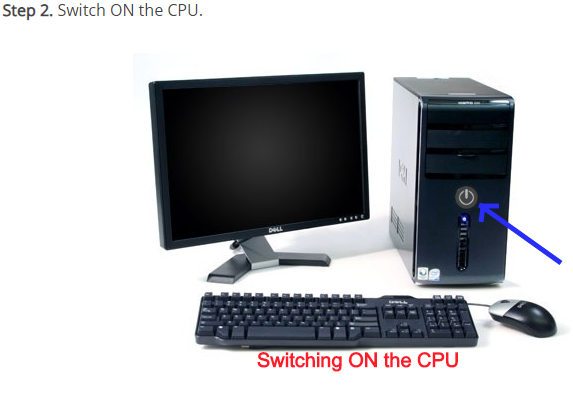 Step 2. Switch ON the CPU.
DELL
DELL
Switching ON the CPU